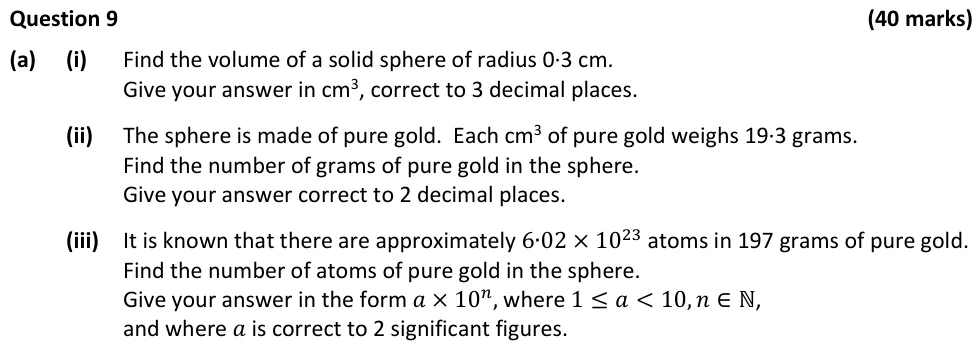 Question 9 (40 marks)
(a) (i) Find the volume of a solid sphere of radius 0·3 cm.
Give your answer in cm³, correct to 3 decimal places.
(ii) The sphere is made of pure gold. Each cm³ of pure gold weighs 19·3 grams.
Find the number of grams of pure gold in the sphere.
Give your answer correct to 2 decimal places.
(iii) It is known that there are approximately 6·02 × 10²³ atoms in 197 grams of pure gold.
Find the number of atoms of pure gold in the sphere.
Give your answer in the form a × 10ⁿ, where 1 ≤ a < 10, n ∈ ℕ,
and where a is correct to 2 significant figures.